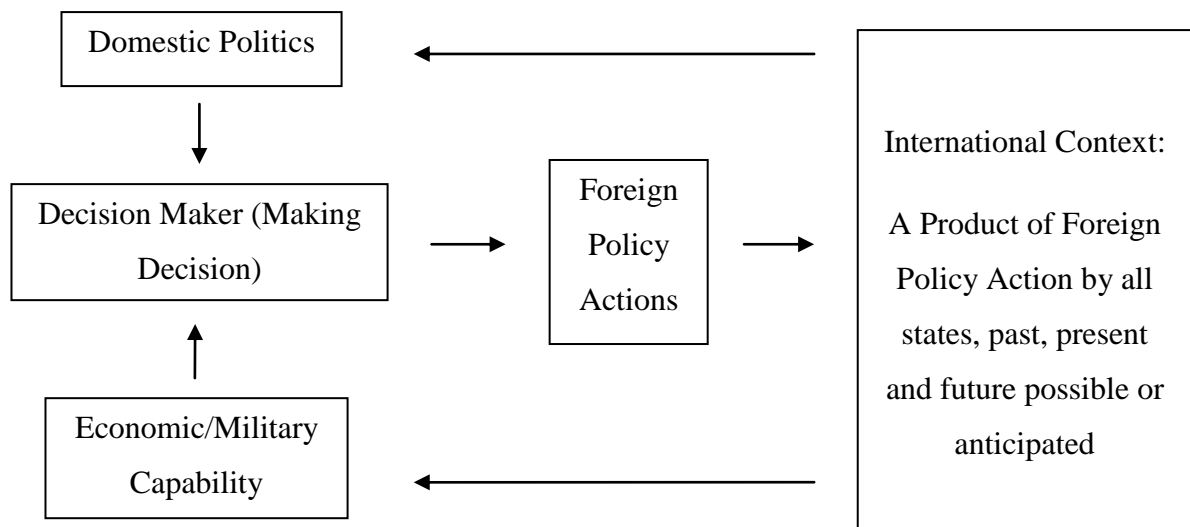 Domestic Politics
Decision Maker (Making
Decision)
Economic/Military
Capability
Foreign
Policy
Actions
International Context:
A Product of Foreign
Policy Action by all
states, past, present
and future possible or
anticipated